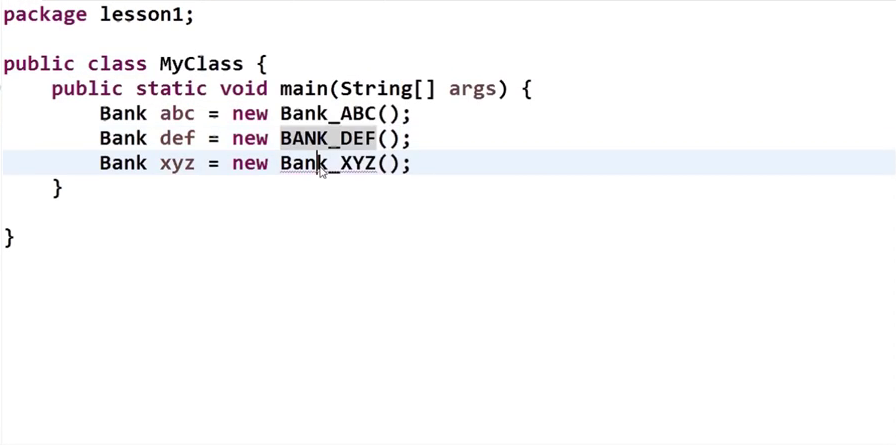 package lesson1;
public class MyClass {
public static void main(String[] args) {
Bank abc = new Bank_ABC();
Bank def = new BANK_DEF();
Bank xyz = new Bank_XYZ();
}
}